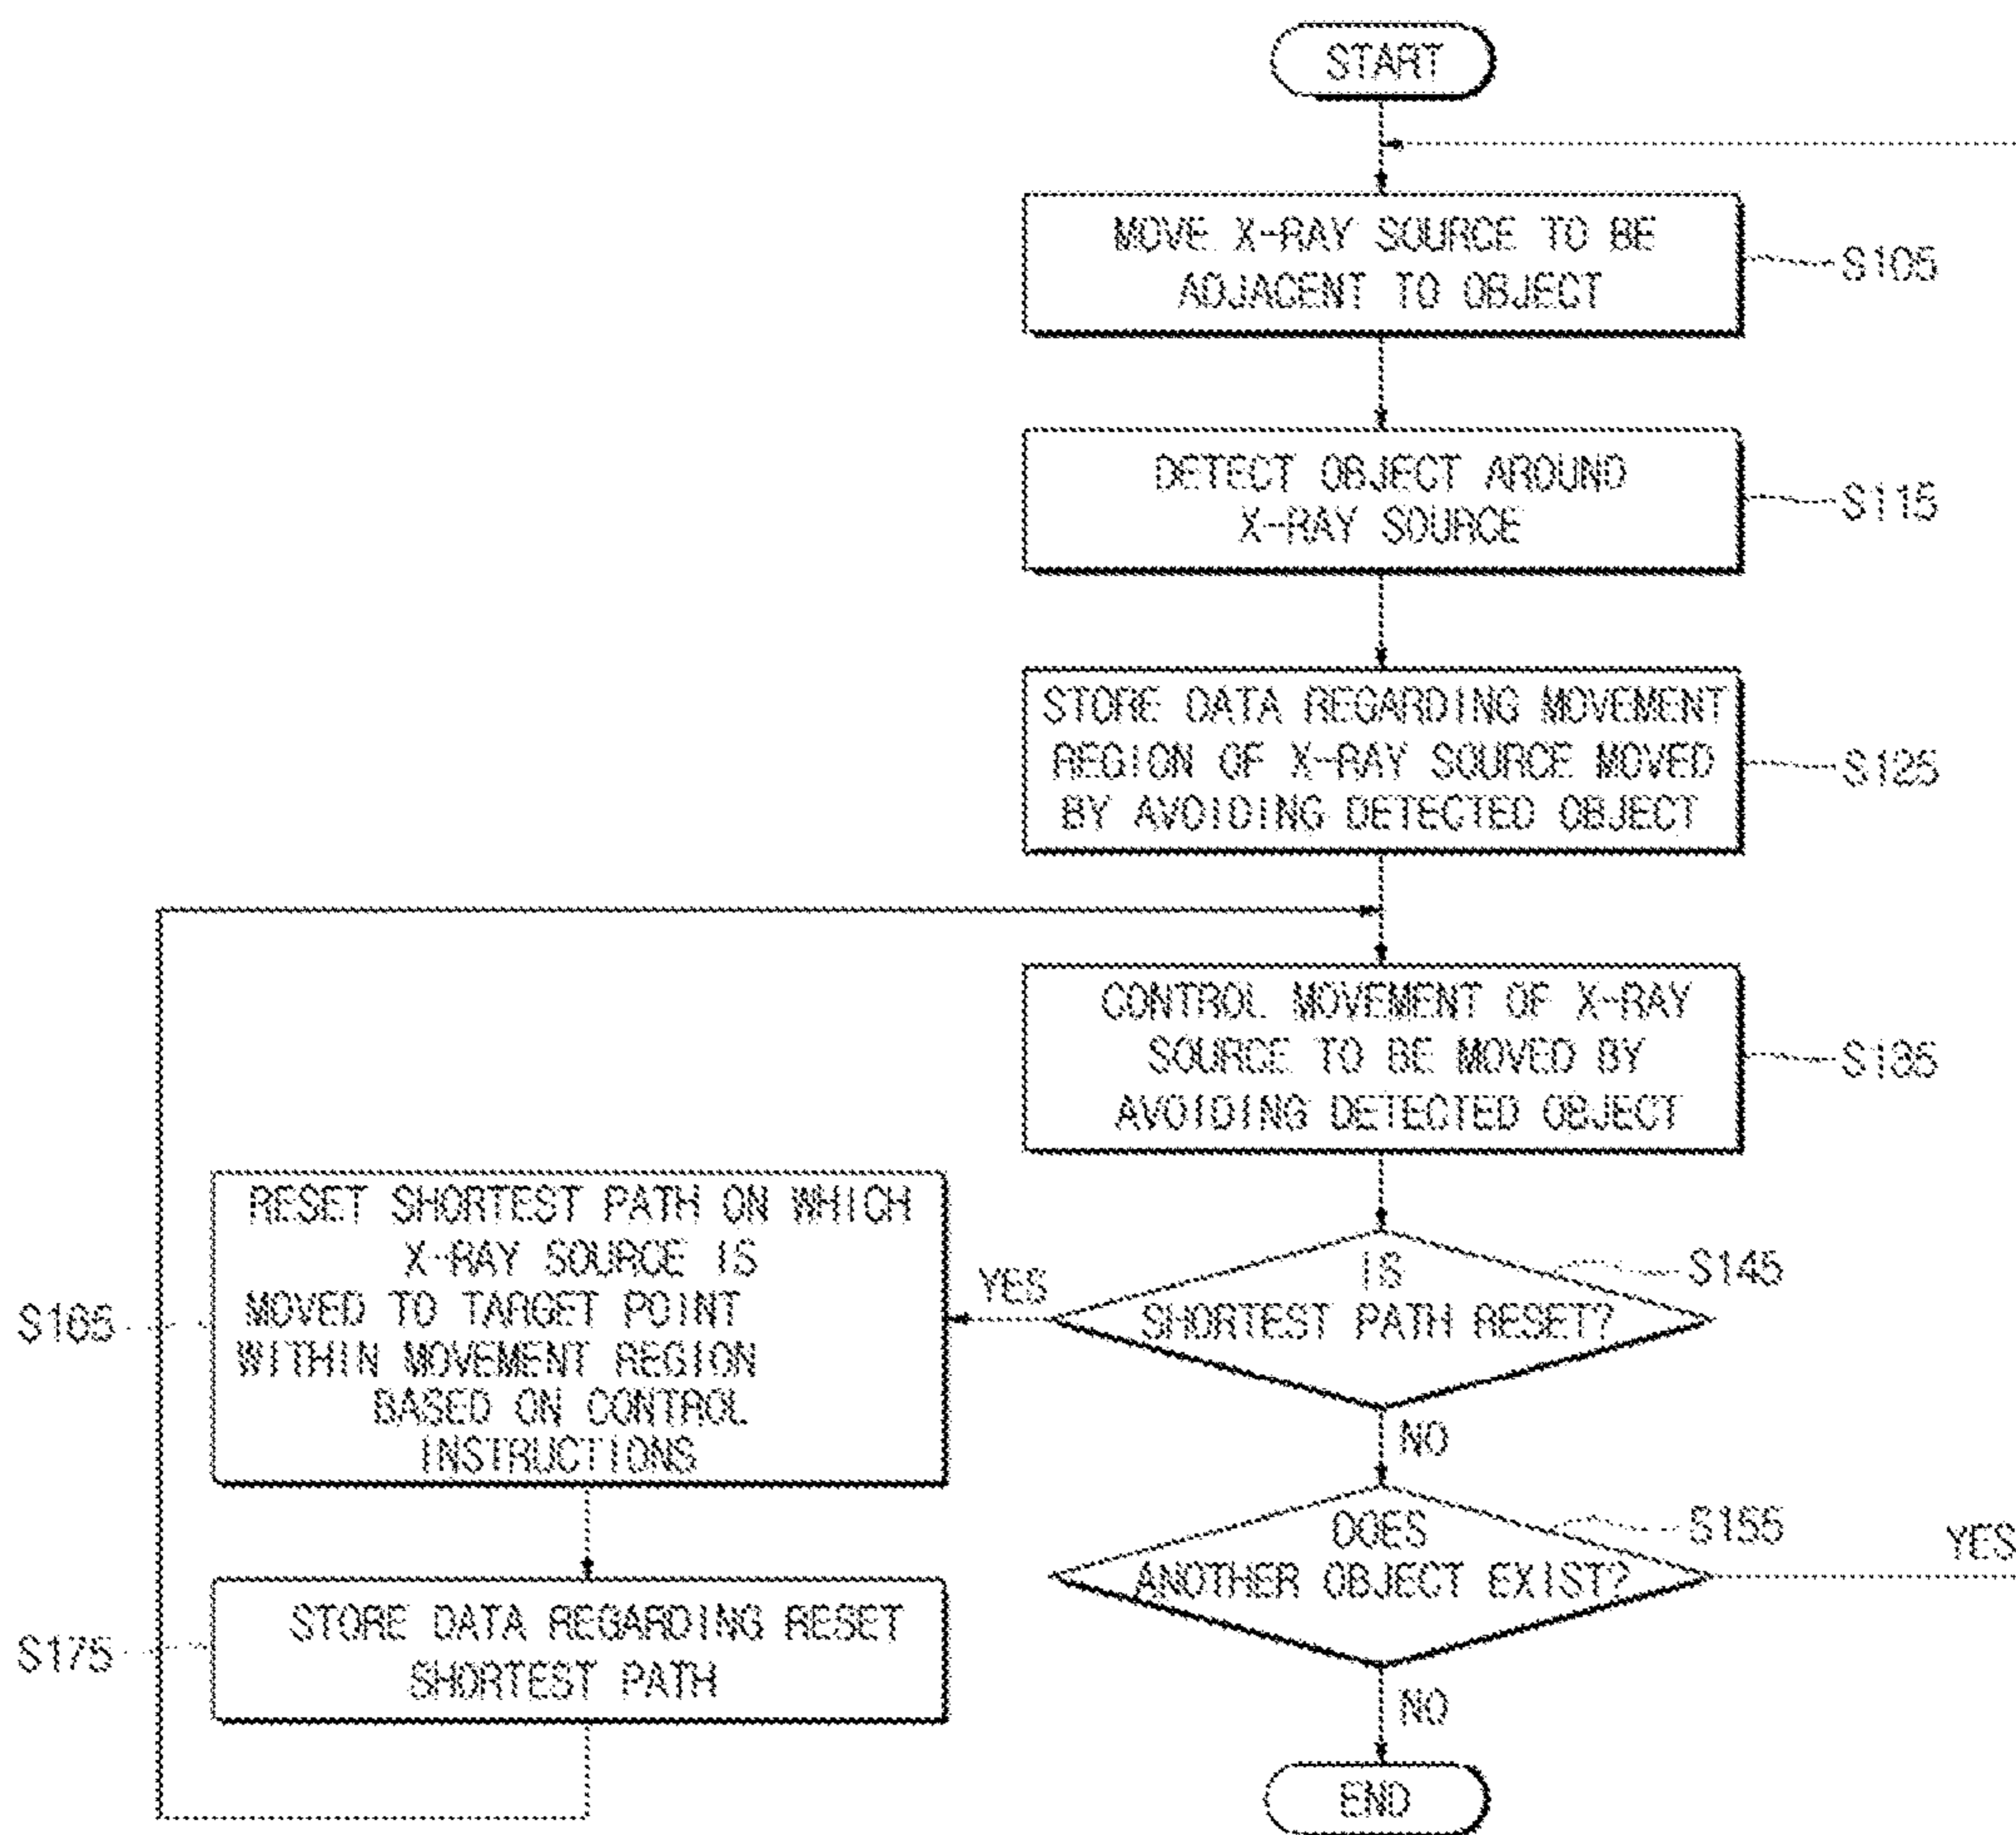 START
MOVE X-RAY SOURCE TO BE
ADJACENT TO OBJECT
S105
DETECT OBJECT AROUND
X-RAY SOURCE
S115
STORE DATA REGARDING MOVEMENT
REGION OF X-RAY SOURCE MOVED
BY AVOIDING DETECTED OBJECT
S125
CONTROL MOVEMENT OF X-RAY
SOURCE TO BE MOVED BY
AVOIDING DETECTED OBJECT
S135
IS
SHORTEST PATH RESET?
S145
YES
NO
RESET SHORTEST PATH ON WHICH
X-RAY SOURCE IS
MOVED TO TARGET POINT
WITHIN MOVEMENT REGION
BASED ON CONTROL
INSTRUCTIONS
S165
DOES
ANOTHER OBJECT EXIST?
S155
YES
NO
STORE DATA REGARDING RESET
SHORTEST PATH
S175
END